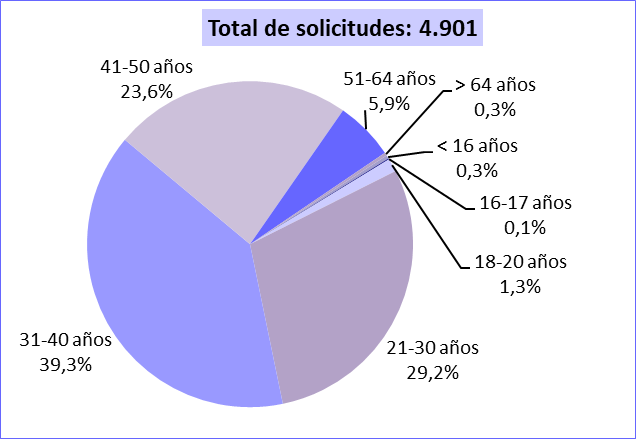 Total de solicitudes: 4.901
41-50 años
23,6%
51-64 años
5,9%
> 64 años
0,3%
< 16 años
0,3%
16-17 años
0,1%
18-20 años
1,3%
21-30 años
29,2%
31-40 años
39,3%